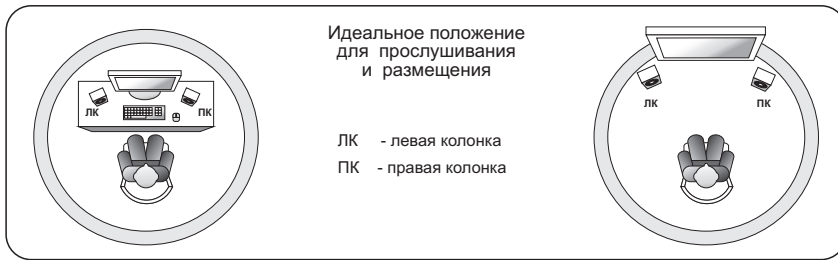 Идеальное положение
для прослушивания
и размещения
ЛК
ПК
ЛК - левая колонка
ПК - правая колонка
ЛК
ПК